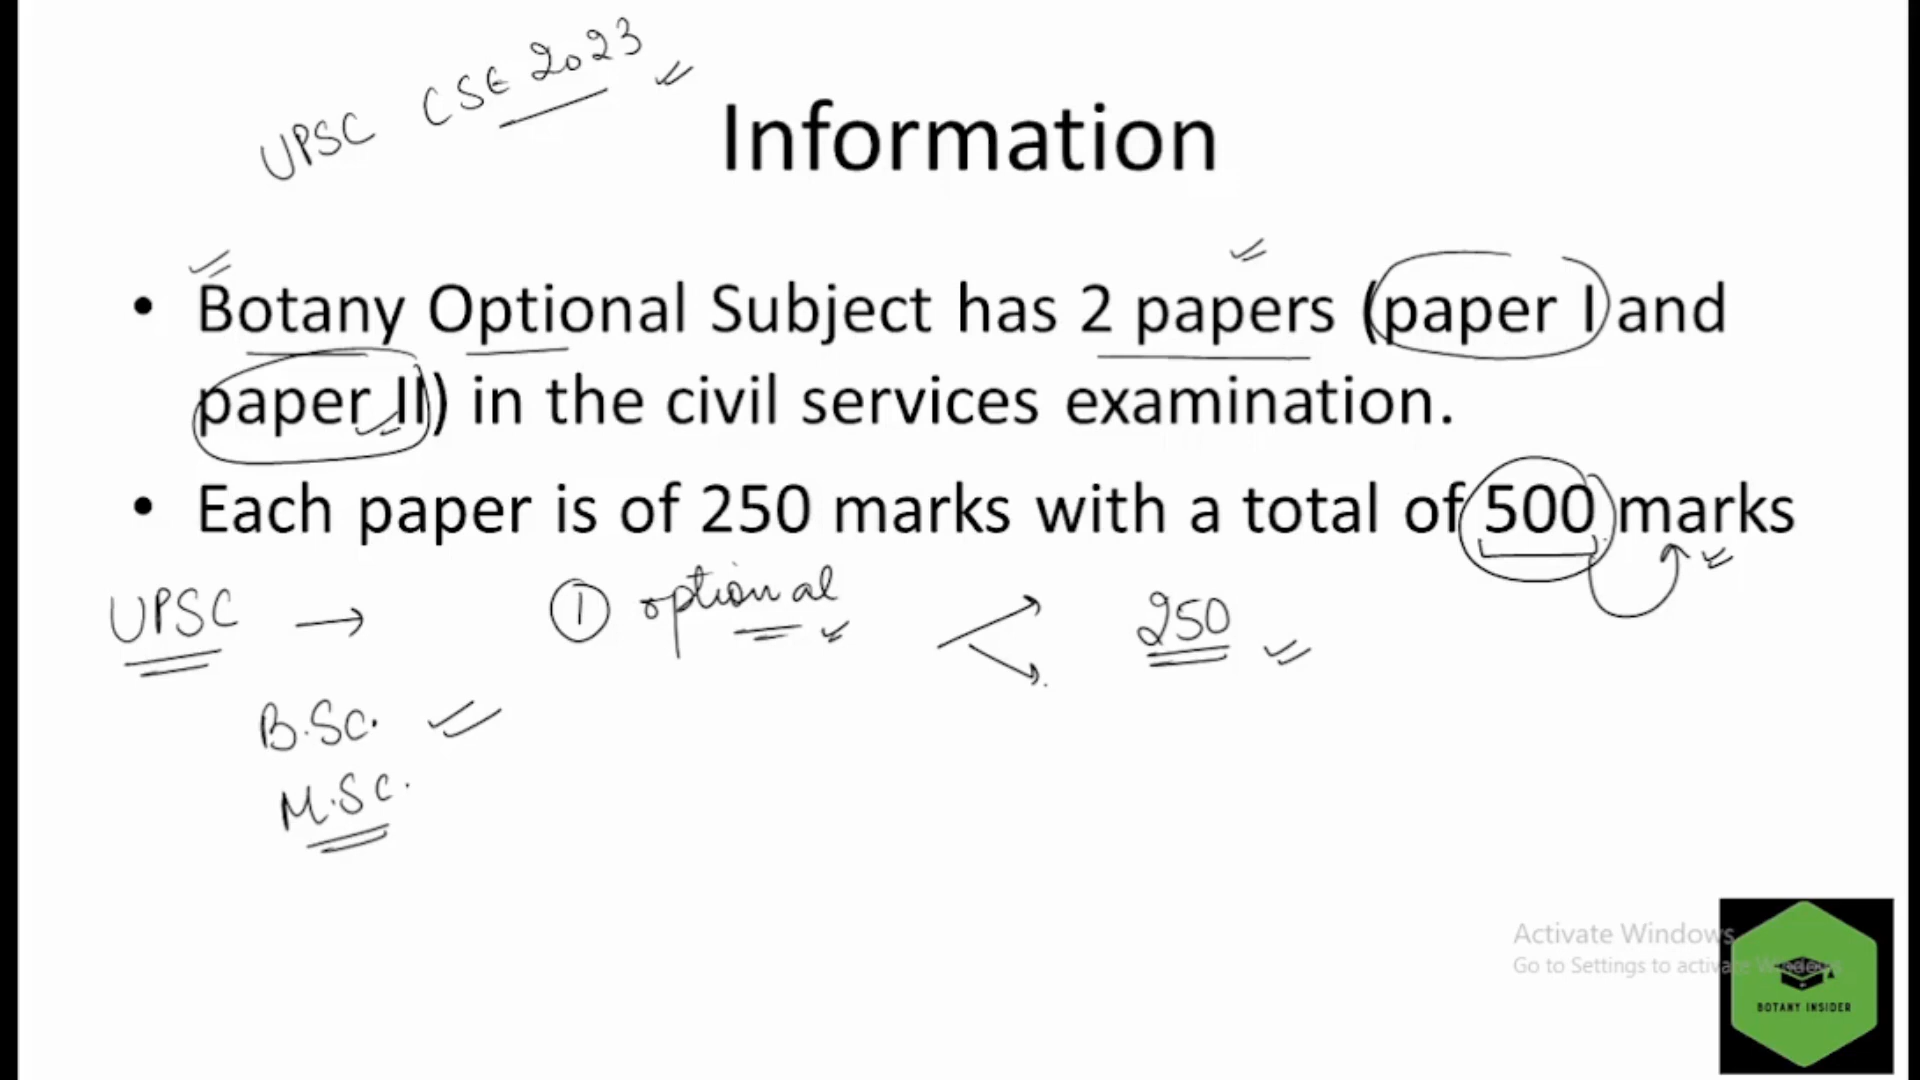 UPSC CSE 2023
Information
• Botany Optional Subject has 2 papers (paper I and
paper II) in the civil services examination.
• Each paper is of 250 marks with a total of 500 marks
UPSC → ① optional 250
B.Sc.
M.Sc.
Activate Windows
Go to Settings to activate Windows.
BOTANY INSIDER